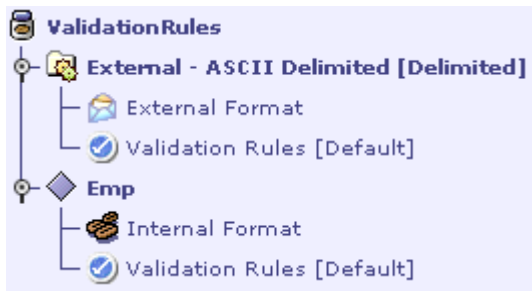 ValidationRules
External - ASCII Delimited [Delimited]
External Format
Validation Rules [Default]
Emp
Internal Format
Validation Rules [Default]